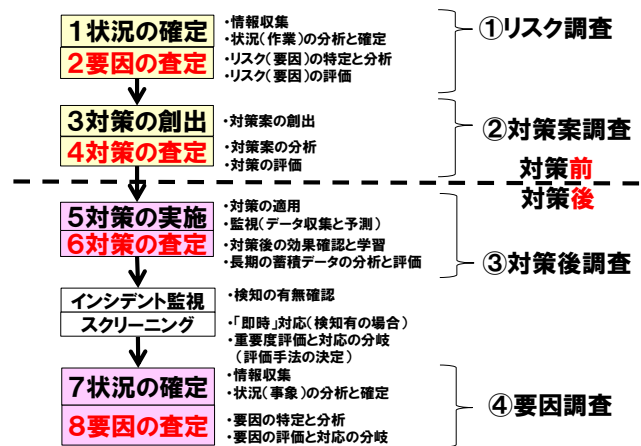 1状況の確定
・情報収集
・状況(作業)の分析と確定
2要因の査定
・リスク(要因)の特定と分析
・リスク(要因)の評価
①リスク調査
3対策の創出
・対策案の創出
4対策の査定
・対策案の分析
・対策の評価
②対策案調査
対策前
対策後
5対策の実施
・対策の適用
・監視(データ収集と予測)
6対策の査定
・対策後の効果確認と学習
・長期の蓄積データの分析と評価
③対策後調査
インシデント監視
・検知の有無確認
スクリーニング
・「即時」対応(検知有の場合)
・重要度評価と対応の分岐
(評価手法の決定)
7状況の確定
・情報収集
・状況(事象)の分析と確定
8要因の査定
・要因の特定と分析
・要因の評価と対応の分岐
④要因調査